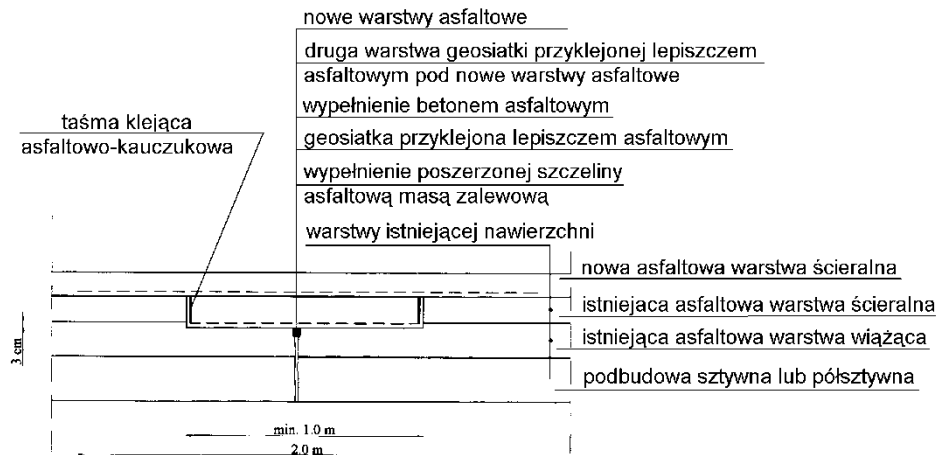 nowe warstwy asfaltowe
druga warstwa geosiatki przyklejonej lepiszczem
asfaltowym pod nowe warstwy asfaltowe
wypełnienie betonem asfaltowym
taśma klejąca
asfaltowo-kauczukowa
geosiatka przyklejona lepiszczem asfaltowym
wypełnienie poszerzonej szczeliny
asfaltową masą zalewową
warstwy istniejącej nawierzchni
nowa asfaltowa warstwa ścieralna
istniejaca asfaltowa warstwa ścieralna
istniejąca asfaltowa warstwa wiążąca
podbudowa sztywna lub półsztywna
3 cm
min. 1.0 m
2.0 m